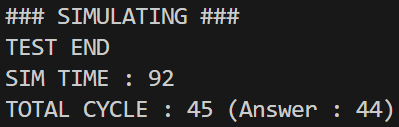 ### SIMULATING ###
TEST END
SIM TIME : 92
TOTAL CYCLE : 45 (Answer : 44)